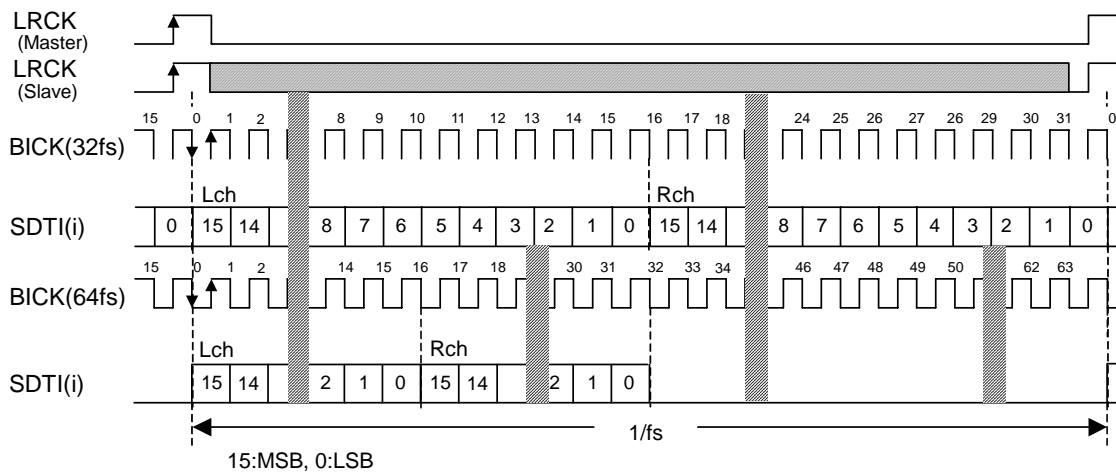 LRCK
(Master)
LRCK
(Slave)
15 0 1 2 8 9 10 11 12 13 14 15 16 17 18 24 25 26 27 26 29 30 31 0
BICK(32fs)
Lch Rch
SDTI(i) 0 15 14 8 7 6 5 4 3 2 1 0 15 14 8 7 6 5 4 3 2 1 0
15 0 1 2 14 15 16 17 18 30 31 32 33 34 46 47 48 49 50 62 63
BICK(64fs)
Lch Rch
SDTI(i) 15 14 2 1 0 15 14 2 1 0
1/fs
15:MSB, 0:LSB